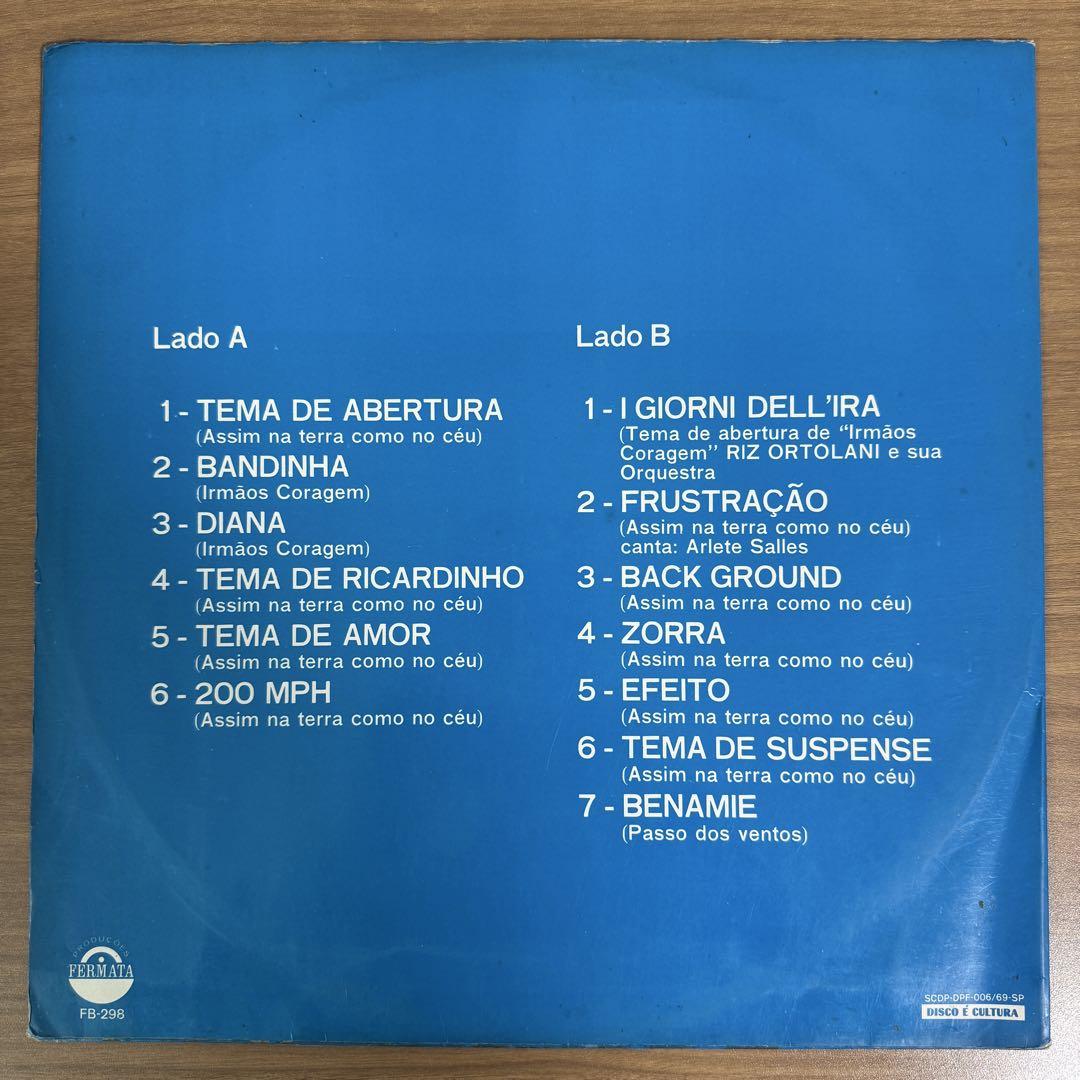 Lado A
1 - TEMA DE ABERTURA
(Assim na terra como no céu)
2 - BANDINHA
(Irmãos Coragem)
3 - DIANA
(Irmãos Coragem)
4 - TEMA DE RICARDINHO
(Assim na terra como no céu)
5 - TEMA DE AMOR
(Assim na terra como no céu)
6 - 200 MPH
(Assim na terra como no céu)
Lado B
1 - I GIORNI DELL'IRA
(Tema de abertura de “Irmãos
Coragem” RIZ ORTOLANI e sua
Orquestra
2 - FRUSTRAÇÃO
(Assim na terra como no céu)
canta: Arlete Salles
3 - BACK GROUND
(Assim na terra como no céu)
4 - ZORRA
(Assim na terra como no céu)
5 - EFEITO
(Assim na terra como no céu)
6 - TEMA DE SUSPENSE
(Assim na terra como no céu)
7 - BENAMIE
(Passo dos ventos)
PRODUCÕES
FERMATA
FB-298
SCDP-DPF-006/69-SP
DISCO É CULTURA